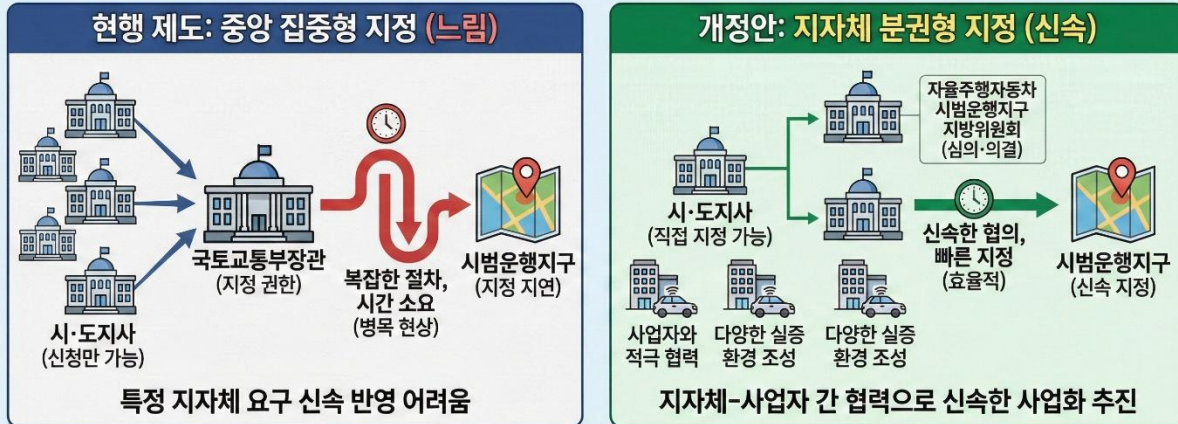 현행 제도: 중앙 집중형 지정 (느림)
국토교통부장관
(지정 권한)
시·도지사
(신청만 가능)
복잡한 절차,
시간 소요
(병목 현상)
시범운행지구
(지정 지연)
특정 지자체 요구 신속 반영 어려움
개정안: 지자체 분권형 지정 (신속)
자율주행자동차
시범운행지구
지방위원회
(심의·의결)
시·도지사
(직접 지정 가능)
신속한 협의,
빠른 지정
(효율적)
시범운행지구
(신속 지정)
사업자와
적극 협력
다양한 실증
환경 조성
다양한 실증
환경 조성
지자체-사업자 간 협력으로 신속한 사업화 추진